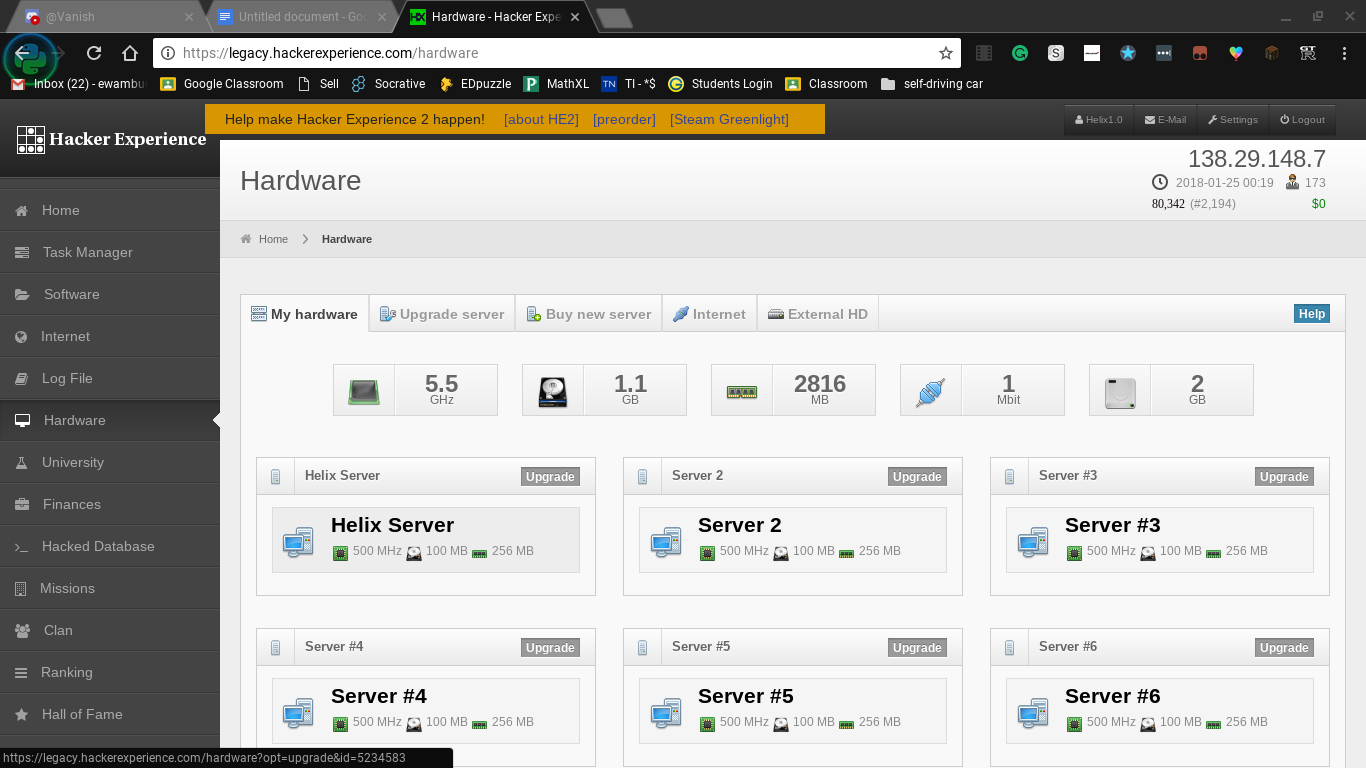 @Vanish
Untitled document - Goo
Hardware - Hacker Expe
https://legacy.hackerexperience.com/hardware
Inbox (22) - ewambu
Google Classroom
Sell
Socrative
EDpuzzle
MathXL
TI - *$
Students Login
Classroom
self-driving car
Hacker Experience
Help make Hacker Experience 2 happen! [about HE2] [preorder] [Steam Greenlight]
Helix1.0 E-Mail Settings Logout
Hardware
138.29.148.7
2018-01-25 00:19 173
80,342 (#2,194) $0
Home
Task Manager
Software
Internet
Log File
Hardware
University
Finances
Hacked Database
Missions
Clan
Ranking
Hall of Fame
Home Hardware
My hardware Upgrade server Buy new server Internet External HD Help
5.5
GHz
1.1
GB
2816
MB
1
Mbit
2
GB
Helix Server Upgrade
Helix Server
500 MHz 100 MB 256 MB
Server 2 Upgrade
Server 2
500 MHz 100 MB 256 MB
Server #3 Upgrade
Server #3
500 MHz 100 MB 256 MB
Server #4 Upgrade
Server #4
500 MHz 100 MB 256 MB
Server #5 Upgrade
Server #5
500 MHz 100 MB 256 MB
Server #6 Upgrade
Server #6
500 MHz 100 MB 256 MB
https://legacy.hackerexperience.com/hardware?opt=upgrade&id=5234583